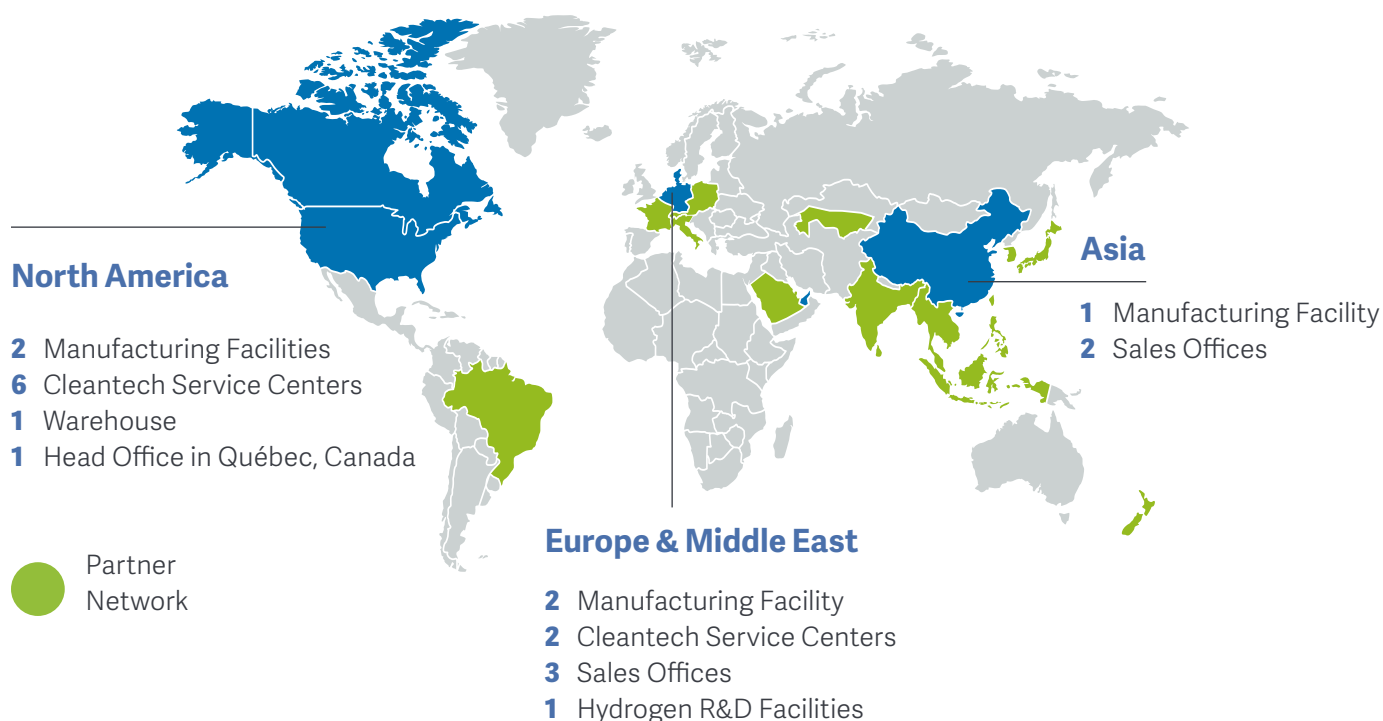 North America
2 Manufacturing Facilities
6 Cleantech Service Centers
1 Warehouse
1 Head Office in Québec, Canada
Partner
Network
Europe & Middle East
2 Manufacturing Facility
2 Cleantech Service Centers
3 Sales Offices
1 Hydrogen R&D Facilities
Asia
1 Manufacturing Facility
2 Sales Offices